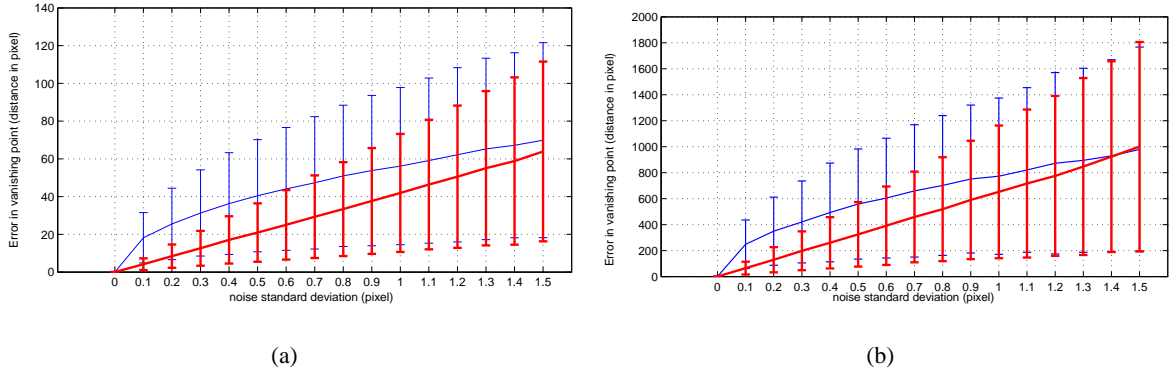 140
120
100
80
60
40
20
0
Error in vanishing point (distance in pixel)
0 0.1 0.2 0.3 0.4 0.5 0.6 0.7 0.8 0.9 1 1.1 1.2 1.3 1.4 1.5
noise standard deviation (pixel)
(a)
2000
1800
1600
1400
1200
1000
800
600
400
200
0
Error in vanishing point (distance in pixel)
0 0.1 0.2 0.3 0.4 0.5 0.6 0.7 0.8 0.9 1 1.1 1.2 1.3 1.4 1.5
noise standard deviation (pixel)
(b)